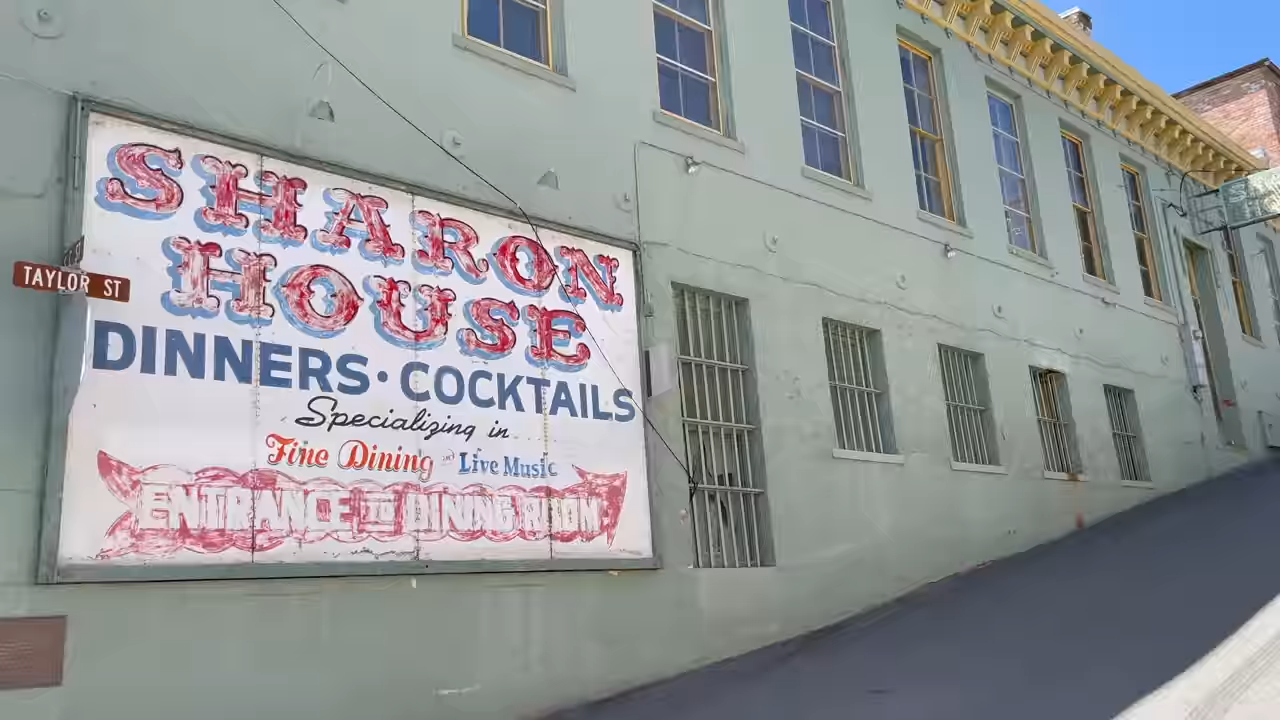 SHARON
HOUSE
DINNERS · COCKTAILS
Specializing in
Fine Dining and Live Music
ENTRANCE TO DINING ROOM
TAYLOR ST